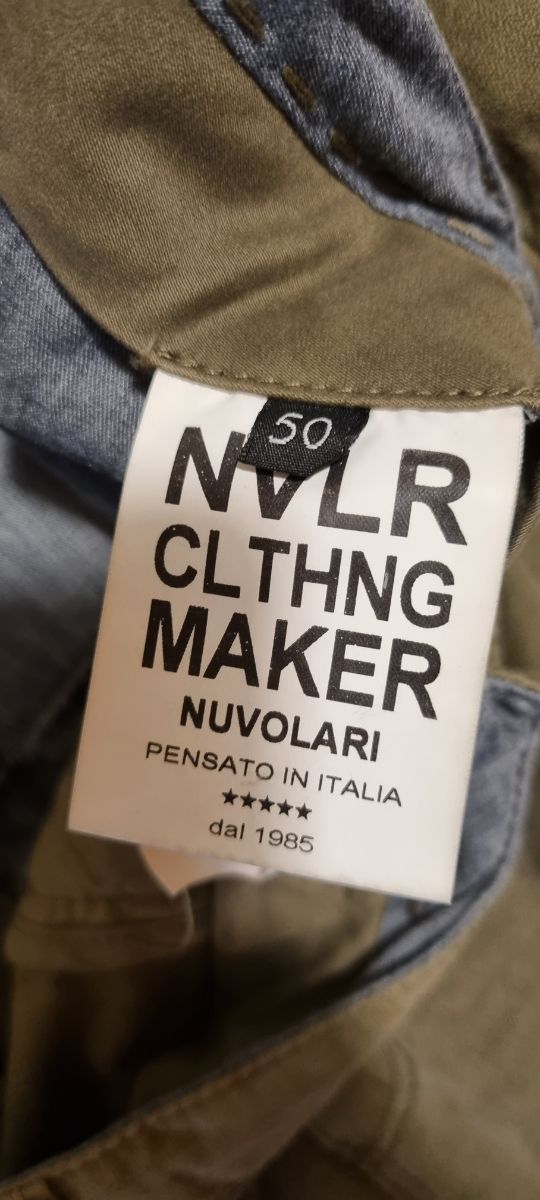 50
NVLR
CLTHNG
MAKER
NUVOLARI
PENSATO IN ITALIA
★★★★★
dal 1985